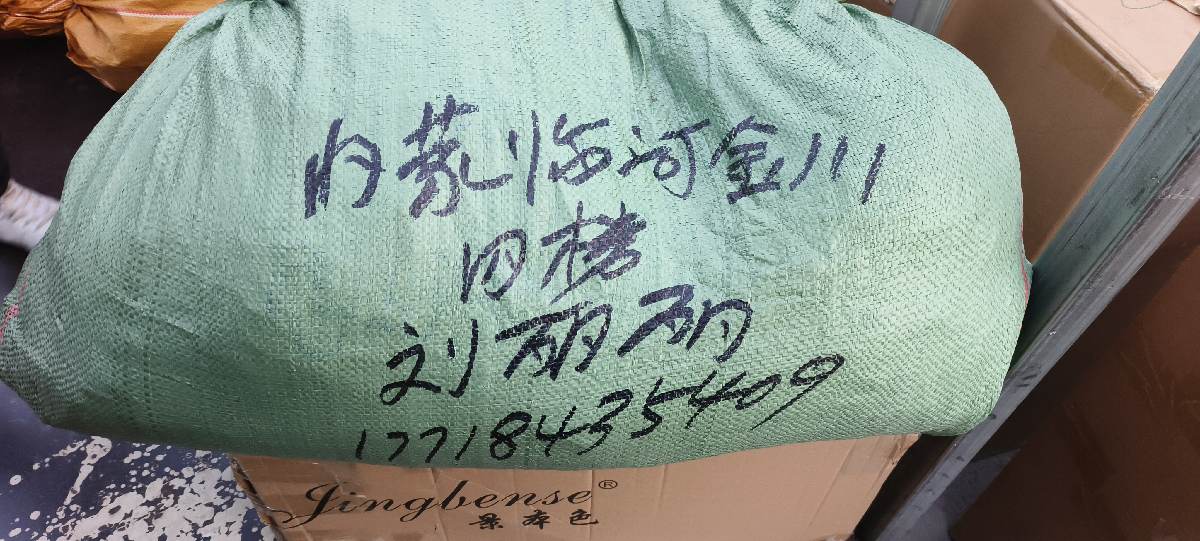 内蒙临河金川
四楼
刘丽丽
17718435409
Jingbense®
景本色